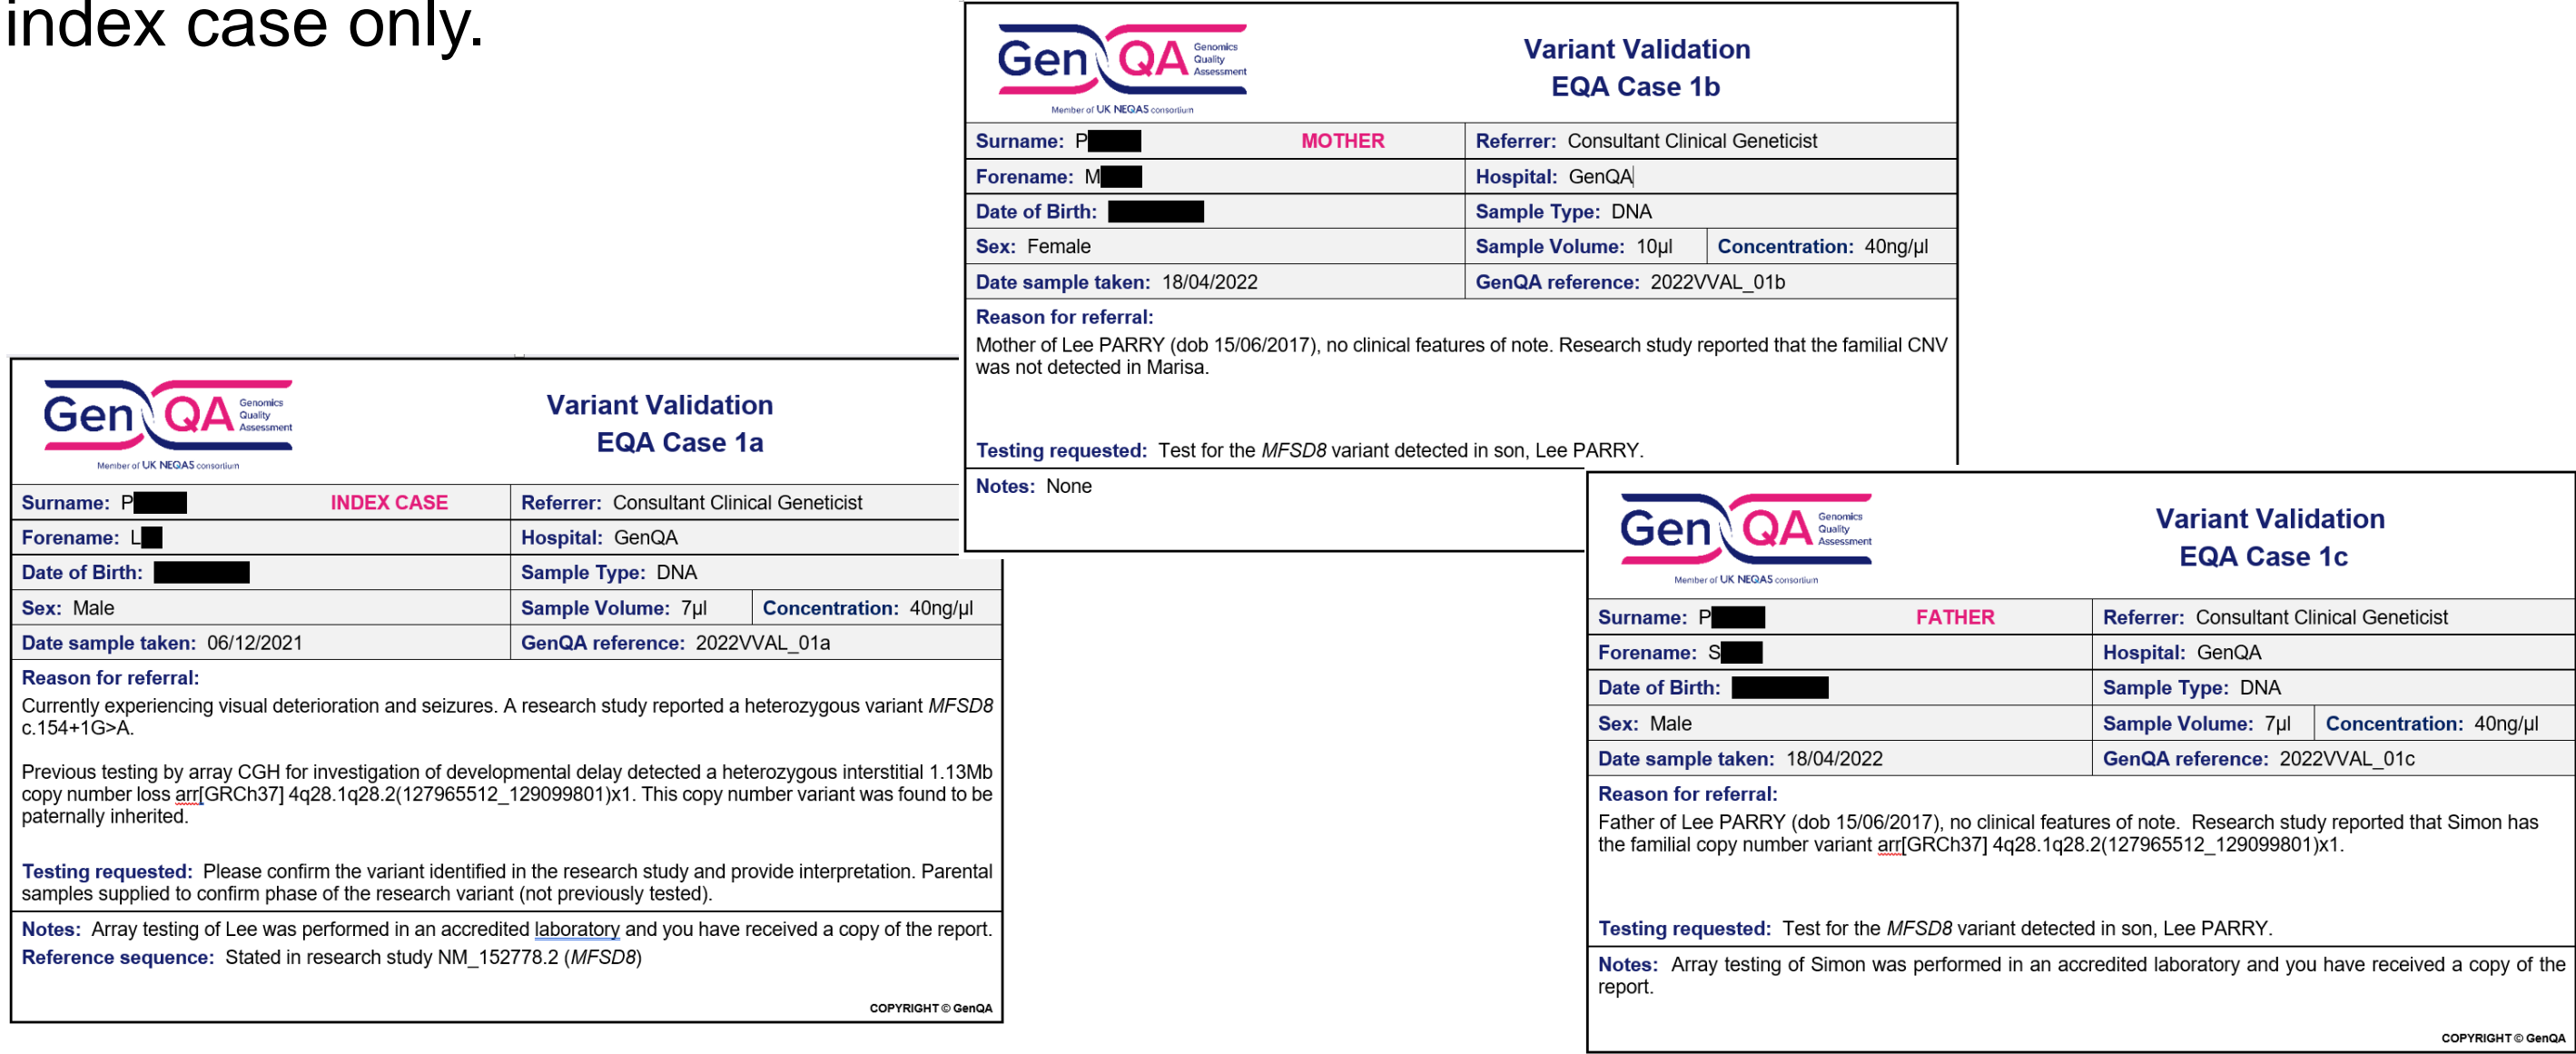 index case only.
Gen QA Genomics
Quality
Assessment
Member of UK NEQAS consortium
Variant Validation
EQA Case 1b
Surname: P MOTHER Referrer: Consultant Clinical Geneticist
Forename: M Hospital: GenQA
Date of Birth: Sample Type: DNA
Sex: Female Sample Volume: 10µl Concentration: 40ng/µl
Date sample taken: 18/04/2022 GenQA reference: 2022VVAL_01b
Reason for referral:
Mother of Lee PARRY (dob 15/06/2017), no clinical features of note. Research study reported that the familial CNV
was not detected in Marisa.
Testing requested: Test for the MFSD8 variant detected in son, Lee PARRY.
Notes: None
Gen QA Genomics
Quality
Assessment
Member of UK NEQAS consortium
Variant Validation
EQA Case 1a
Surname: P INDEX CASE Referrer: Consultant Clinical Geneticist
Forename: L Hospital: GenQA
Date of Birth: Sample Type: DNA
Sex: Male Sample Volume: 7µl Concentration: 40ng/µl
Date sample taken: 06/12/2021 GenQA reference: 2022VVAL_01a
Reason for referral:
Currently experiencing visual deterioration and seizures. A research study reported a heterozygous variant MFSD8
c.154+1G>A.
Previous testing by array CGH for investigation of developmental delay detected a heterozygous interstitial 1.13Mb
copy number loss arr[GRCh37] 4q28.1q28.2(127965512_129099801)x1. This copy number variant was found to be
paternally inherited.
Testing requested: Please confirm the variant identified in the research study and provide interpretation. Parental
samples supplied to confirm phase of the research variant (not previously tested).
Notes: Array testing of Lee was performed in an accredited laboratory and you have received a copy of the report.
Reference sequence: Stated in research study NM_152778.2 (MFSD8)
COPYRIGHT © GenQA
Gen QA Genomics
Quality
Assessment
Member of UK NEQAS consortium
Variant Validation
EQA Case 1c
Surname: P FATHER Referrer: Consultant Clinical Geneticist
Forename: S Hospital: GenQA
Date of Birth: Sample Type: DNA
Sex: Male Sample Volume: 7µl Concentration: 40ng/µl
Date sample taken: 18/04/2022 GenQA reference: 2022VVAL_01c
Reason for referral:
Father of Lee PARRY (dob 15/06/2017), no clinical features of note. Research study reported that Simon has
the familial copy number variant arr[GRCh37] 4q28.1q28.2(127965512_129099801)x1.
Testing requested: Test for the MFSD8 variant detected in son, Lee PARRY.
Notes: Array testing of Simon was performed in an accredited laboratory and you have received a copy of the
report.
COPYRIGHT © GenQA